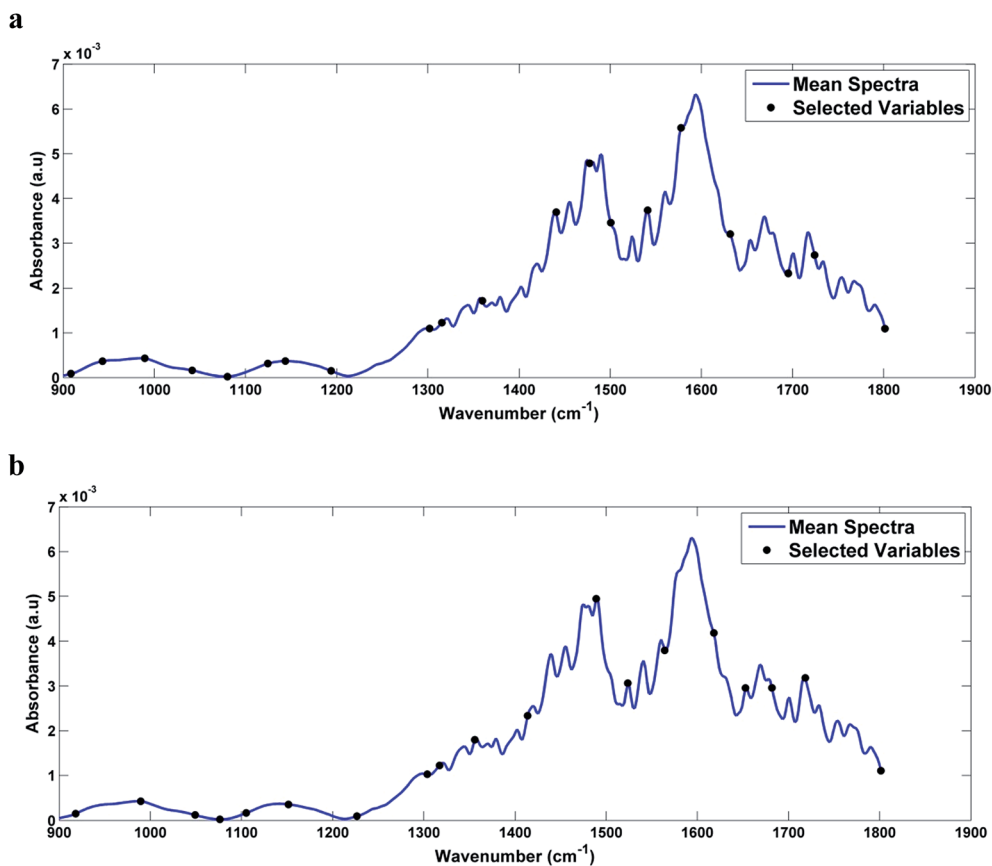 a
x 10-3
7
6
5
4
3
2
1
0
Absorbance (a.u)
Mean Spectra
Selected Variables
900 1000 1100 1200 1300 1400 1500 1600 1700 1800 1900
Wavenumber (cm-1)
b
x 10-3
7
6
5
4
3
2
1
0
Absorbance (a.u)
Mean Spectra
Selected Variables
900 1000 1100 1200 1300 1400 1500 1600 1700 1800 1900
Wavenumber (cm-1)